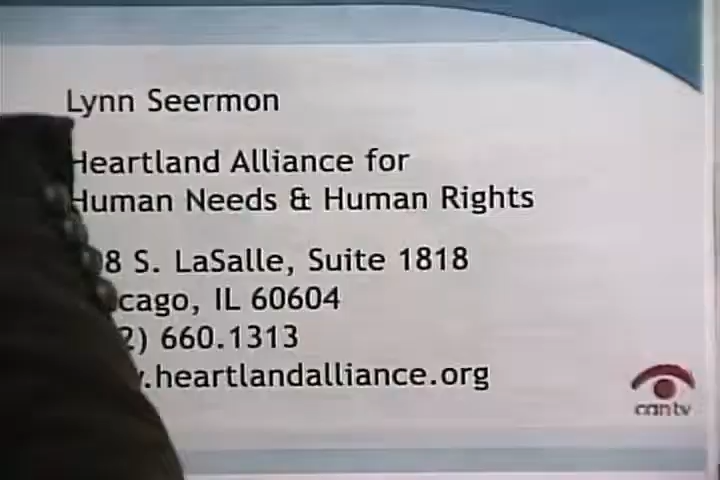 Lynn Seermon
Heartland Alliance for
Human Needs & Human Rights
8 S. LaSalle, Suite 1818
cago, IL 60604
2) 660.1313
.heartlandalliance.org
cantv